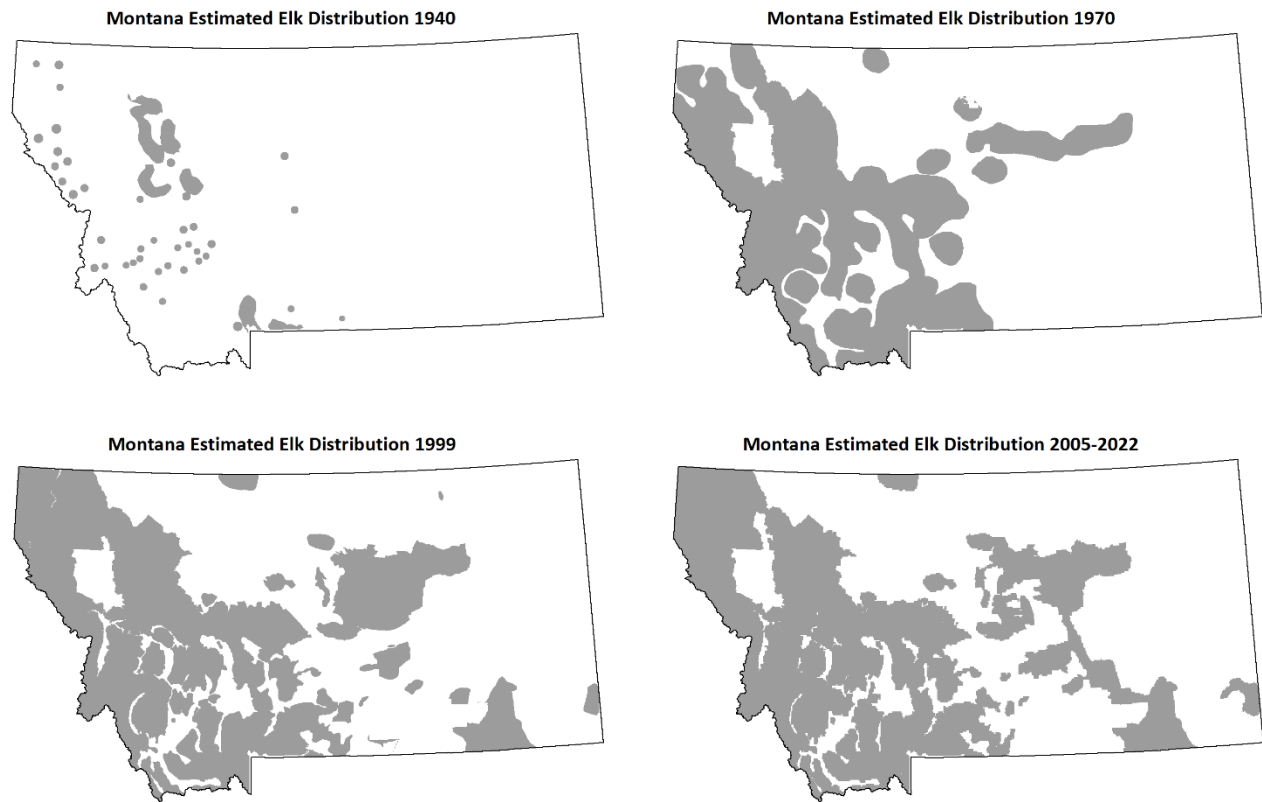 Montana Estimated Elk Distribution 1940
Montana Estimated Elk Distribution 1970
Montana Estimated Elk Distribution 1999
Montana Estimated Elk Distribution 2005-2022